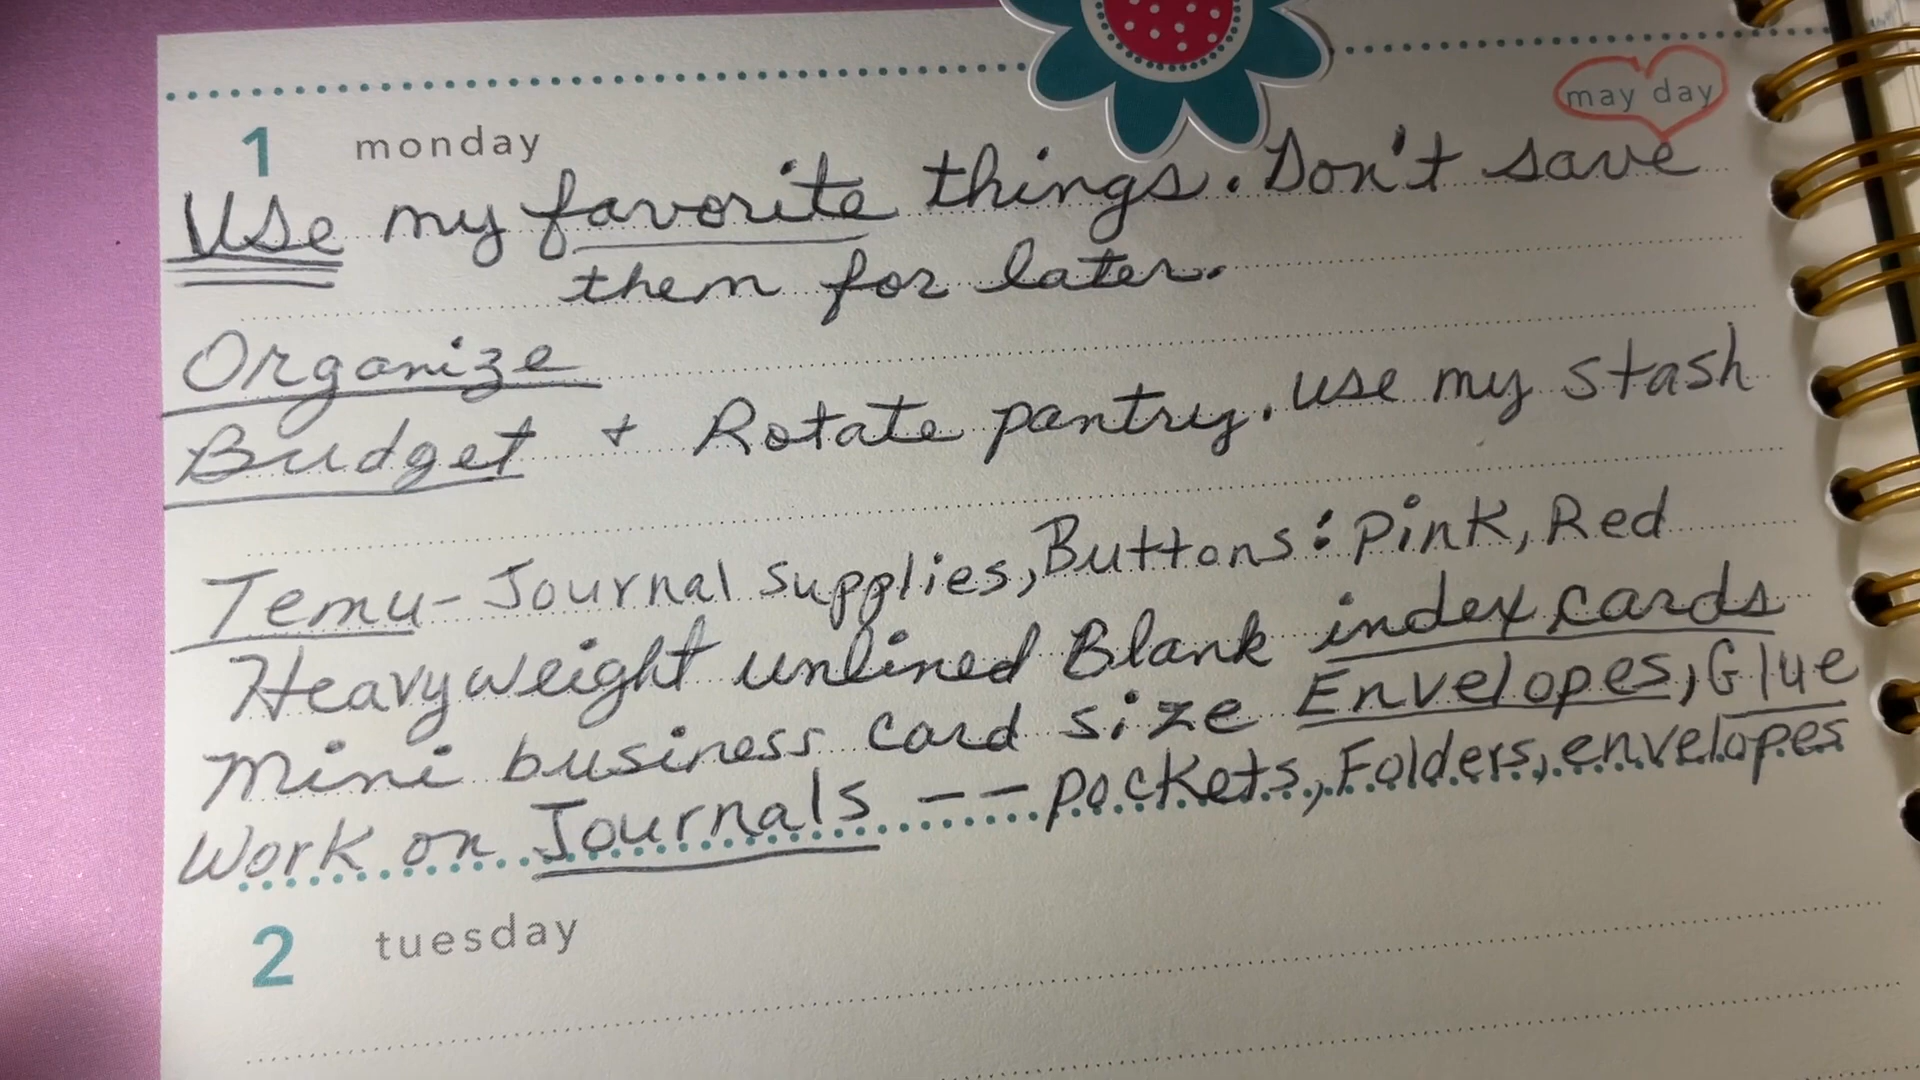 may day
1 monday
Use my favorite things. Don't save
them for later.
Organize
Budget + Rotate pantry. use my stash
Temu- Journal supplies, Buttons: Pink, Red
Heavyweight unlined Blank index cards
Mini business card size Envelopes, Glue
Work on Journals -- pockets, Folders, envelopes
2 tuesday